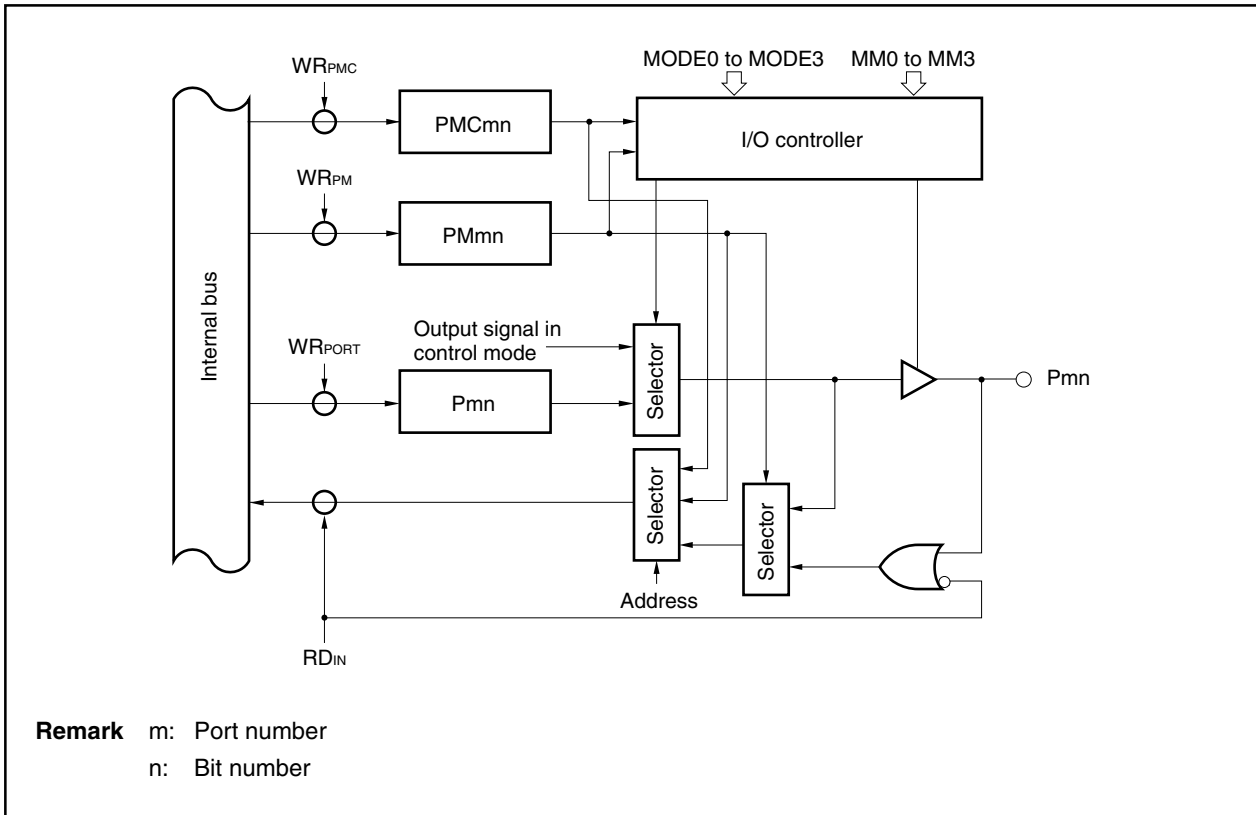 MODE0 to MODE3 MM0 to MM3
WRPMC
PMCmn
I/O controller
WRPM
PMmn
Internal bus
Output signal in
control mode
WRPORT
Pmn
Selector
Pmn
Selector
Selector
Address
RDIN
Remark m: Port number
n: Bit number